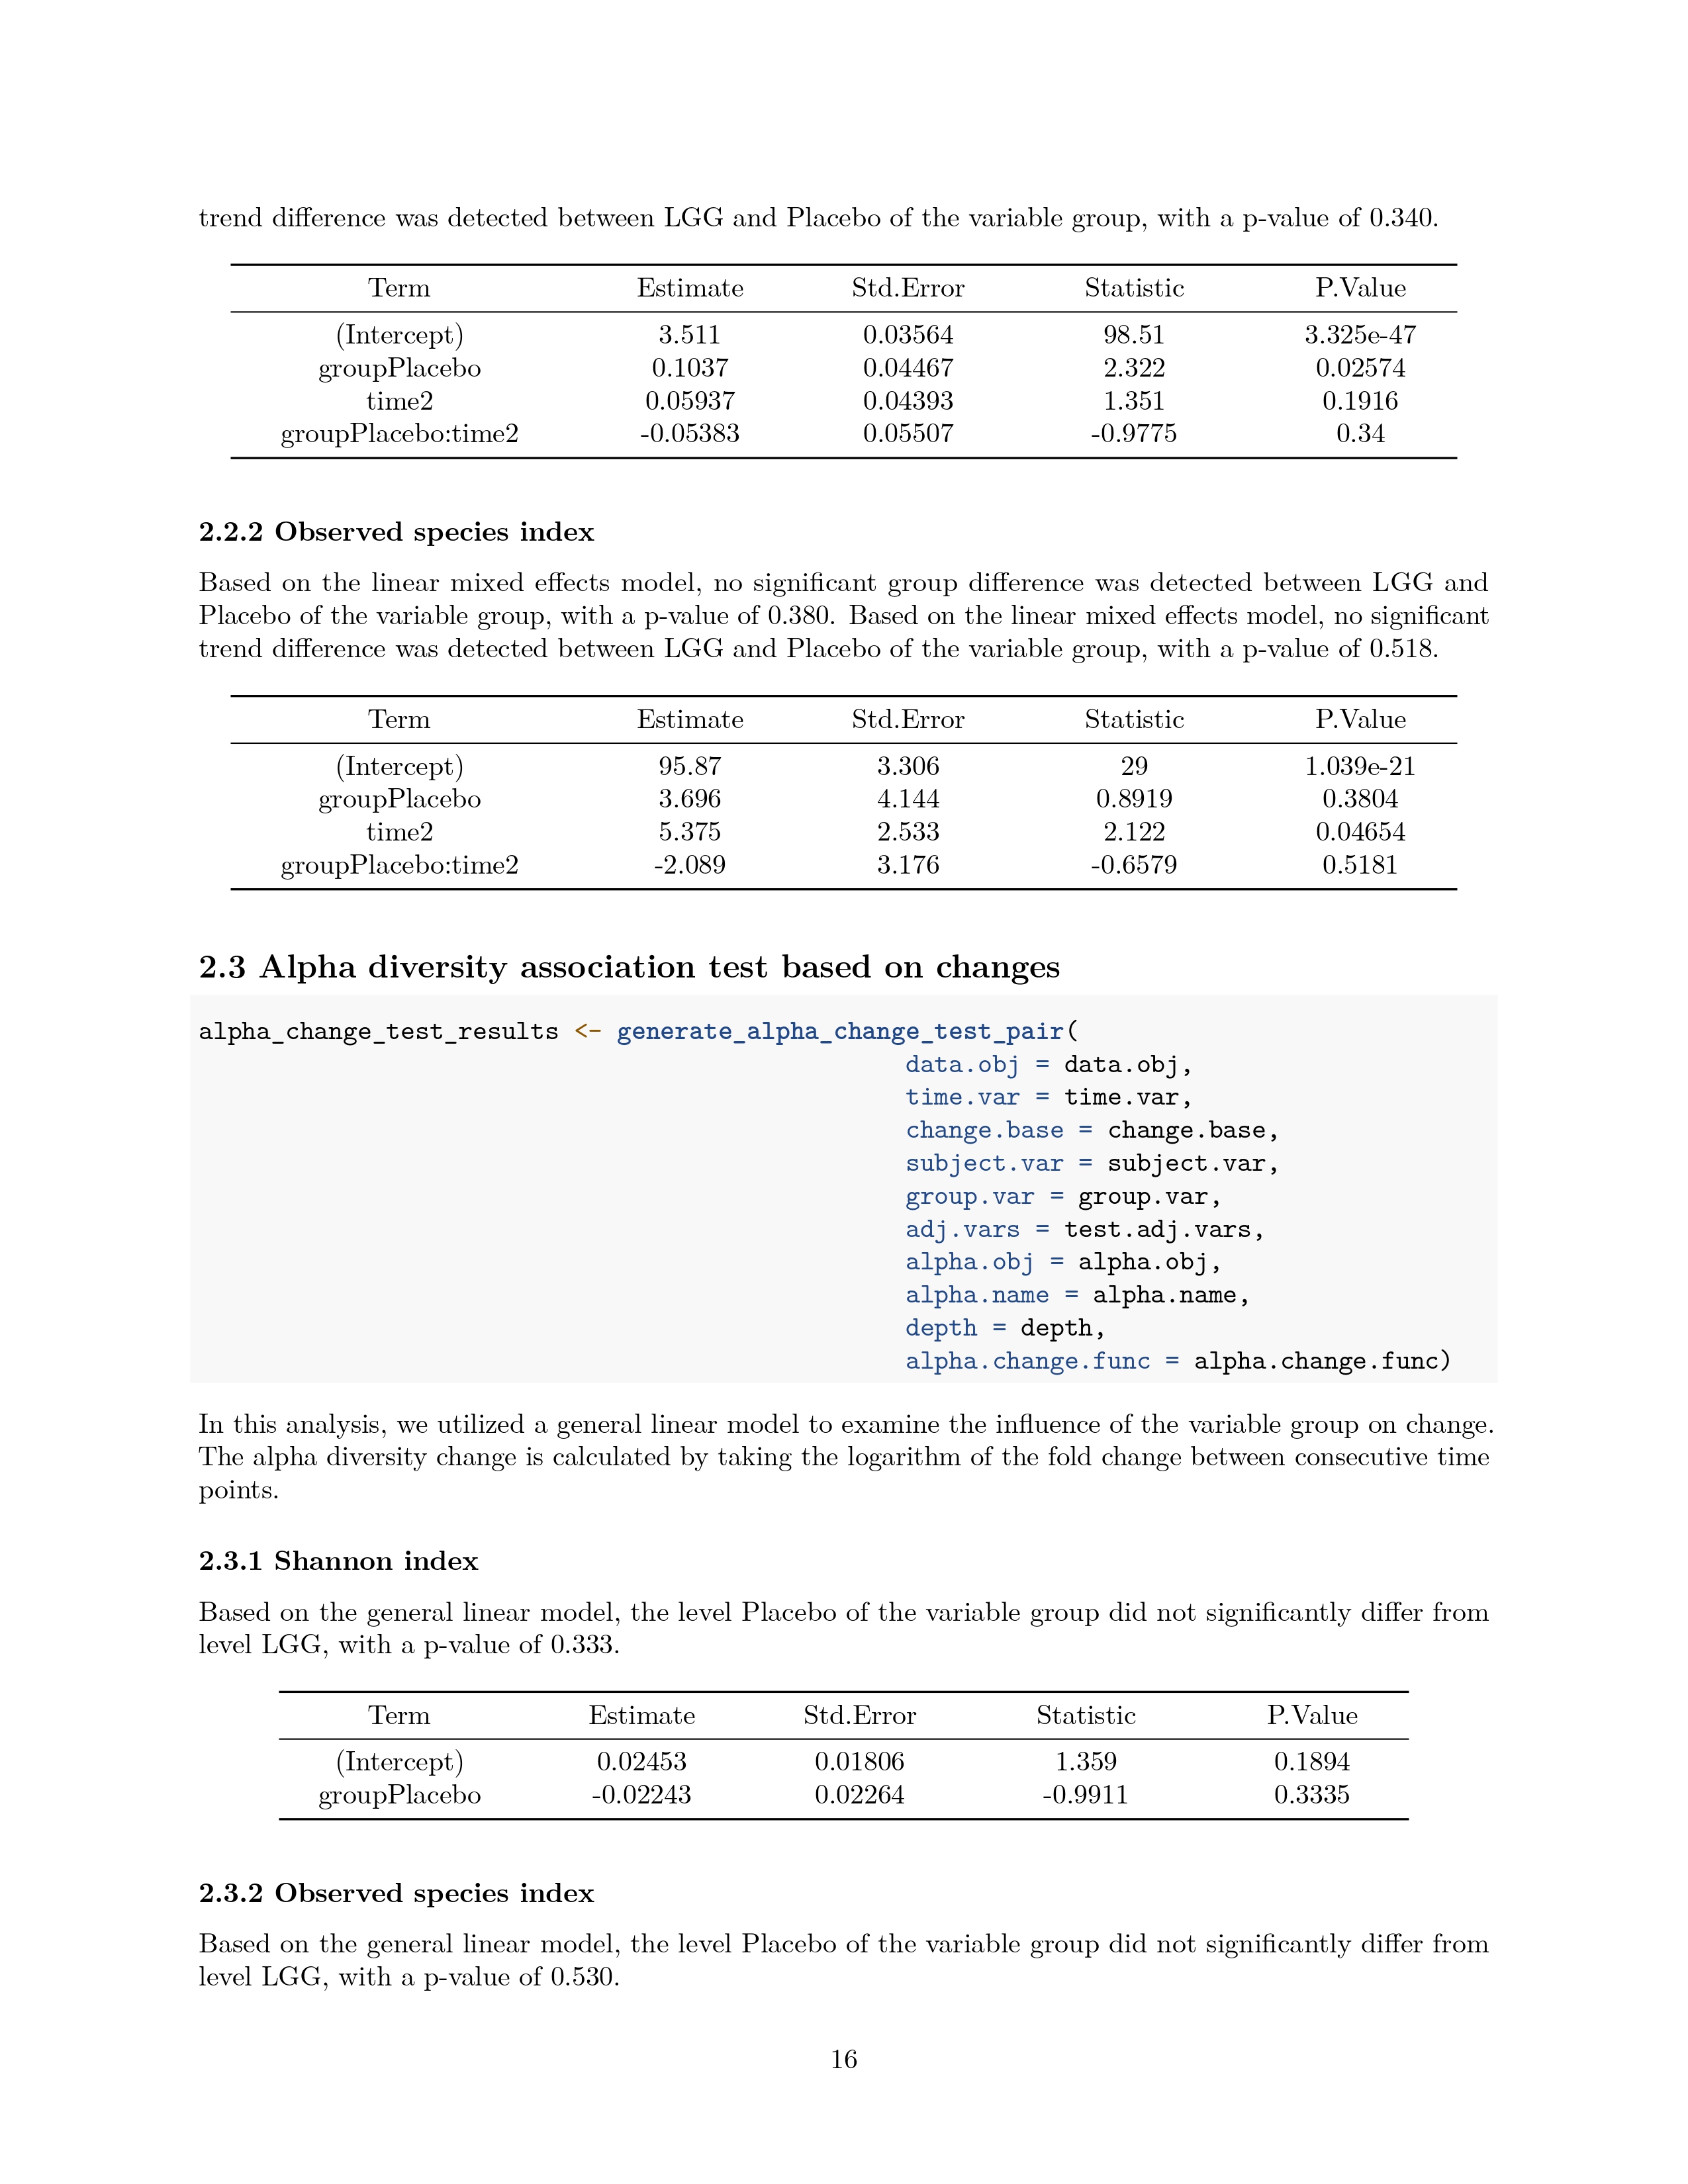 trend difference was detected between LGG and Placebo of the variable group, with a p-value of 0.340.
Term Estimate Std.Error Statistic P.Value
(Intercept) 3.511 0.03564 98.51 3.325e-47
groupPlacebo 0.1037 0.04467 2.322 0.02574
time2 0.05937 0.04393 1.351 0.1916
groupPlacebo:time2 -0.05383 0.05507 -0.9775 0.34
2.2.2 Observed species index
Based on the linear mixed effects model, no significant group difference was detected between LGG and
Placebo of the variable group, with a p-value of 0.380. Based on the linear mixed effects model, no significant
trend difference was detected between LGG and Placebo of the variable group, with a p-value of 0.518.
Term Estimate Std.Error Statistic P.Value
(Intercept) 95.87 3.306 29 1.039e-21
groupPlacebo 3.696 4.144 0.8919 0.3804
time2 5.375 2.533 2.122 0.04654
groupPlacebo:time2 -2.089 3.176 -0.6579 0.5181
2.3 Alpha diversity association test based on changes
alpha_change_test_results <- generate_alpha_change_test_pair(
data.obj = data.obj,
time.var = time.var,
change.base = change.base,
subject.var = subject.var,
group.var = group.var,
adj.vars = test.adj.vars,
alpha.obj = alpha.obj,
alpha.name = alpha.name,
depth = depth,
alpha.change.func = alpha.change.func)
In this analysis, we utilized a general linear model to examine the influence of the variable group on change.
The alpha diversity change is calculated by taking the logarithm of the fold change between consecutive time
points.
2.3.1 Shannon index
Based on the general linear model, the level Placebo of the variable group did not significantly differ from
level LGG, with a p-value of 0.333.
Term Estimate Std.Error Statistic P.Value
(Intercept) 0.02453 0.01806 1.359 0.1894
groupPlacebo -0.02243 0.02264 -0.9911 0.3335
2.3.2 Observed species index
Based on the general linear model, the level Placebo of the variable group did not significantly differ from
level LGG, with a p-value of 0.530.
16